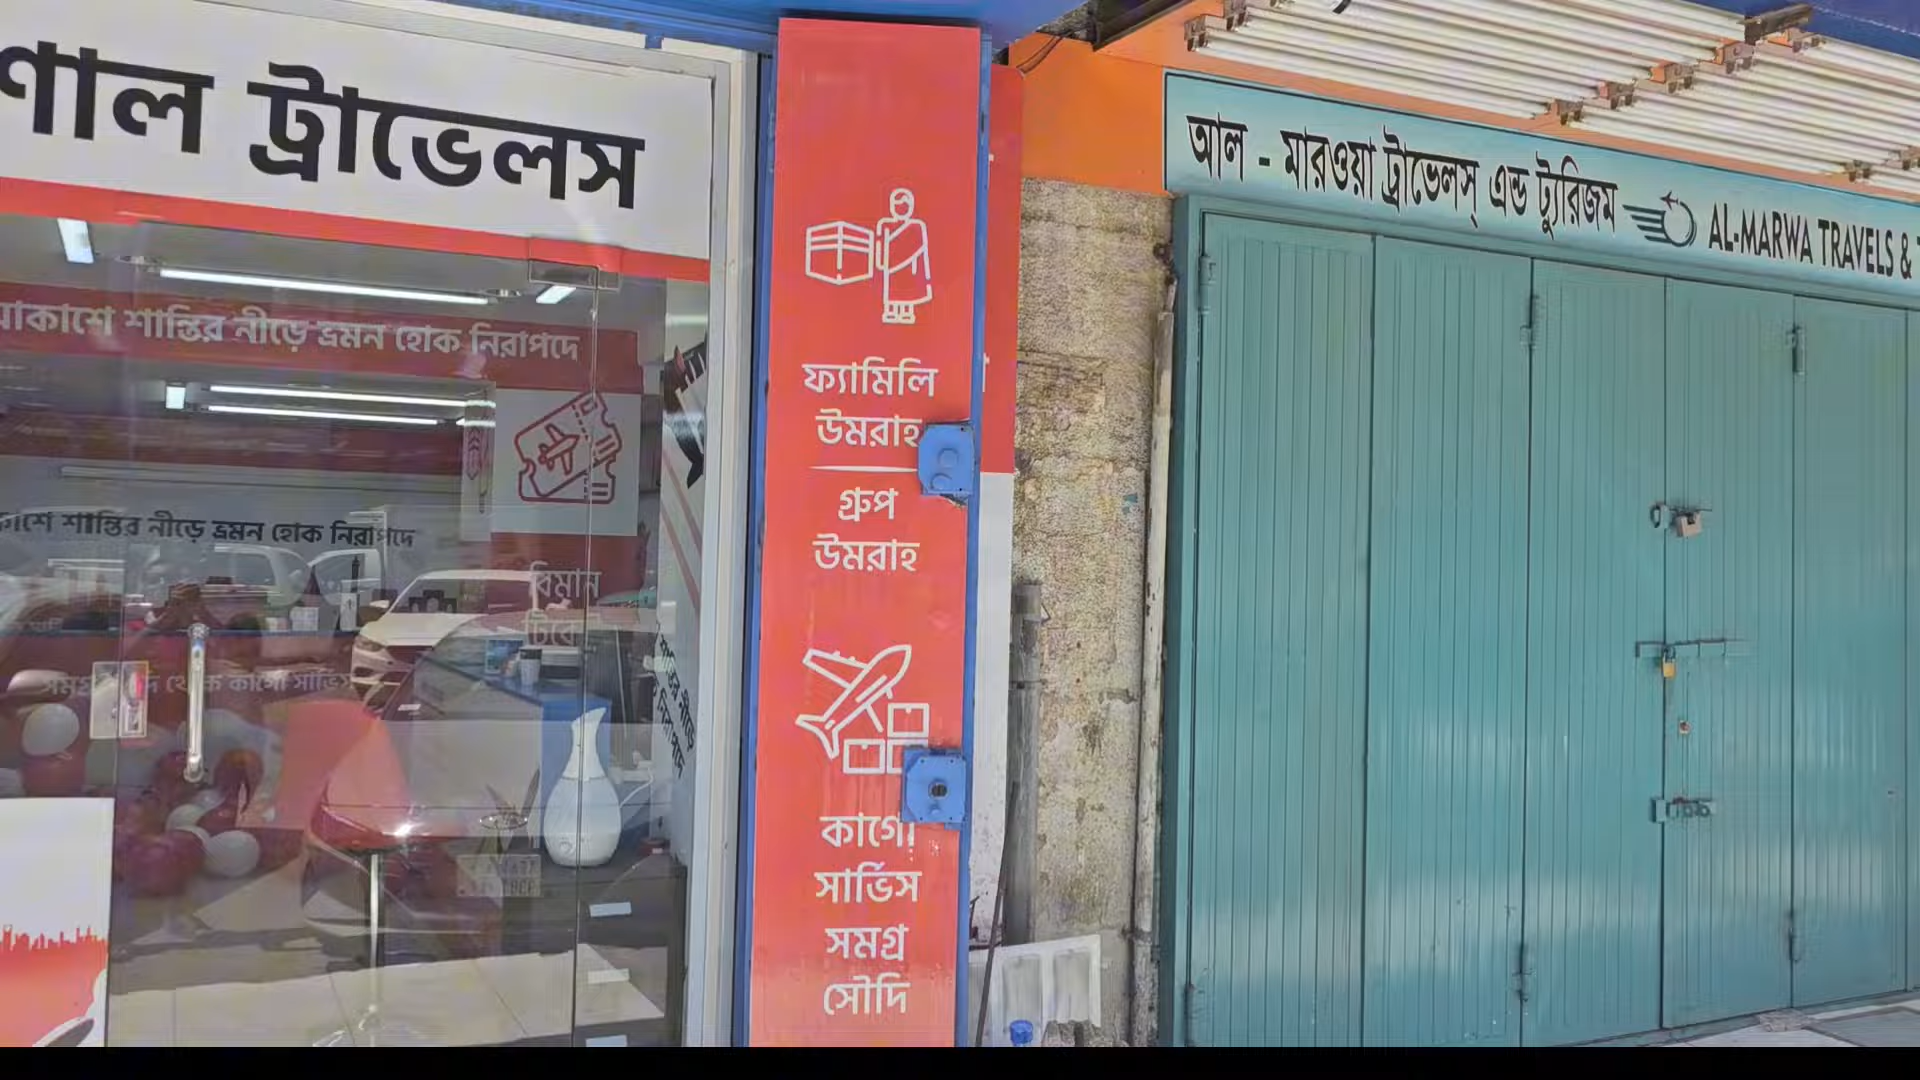 ট্রাভেলস
শান্তির নীড়ে ভ্রমন হোক নিরাপদে
শান্তির নীড়ে ভ্রমন হোক নিরাপদে
বিমান
কার্গো সার্ভিস
ফ্যামিলি
উমরাহ
গ্রুপ
উমরাহ
কার্গো
সার্ভিস
সমগ্র
সৌদি
আল - মারওয়া ট্রাভেলস্ এন্ড ট্যুরিজম
AL-MARWA TRAVELS &